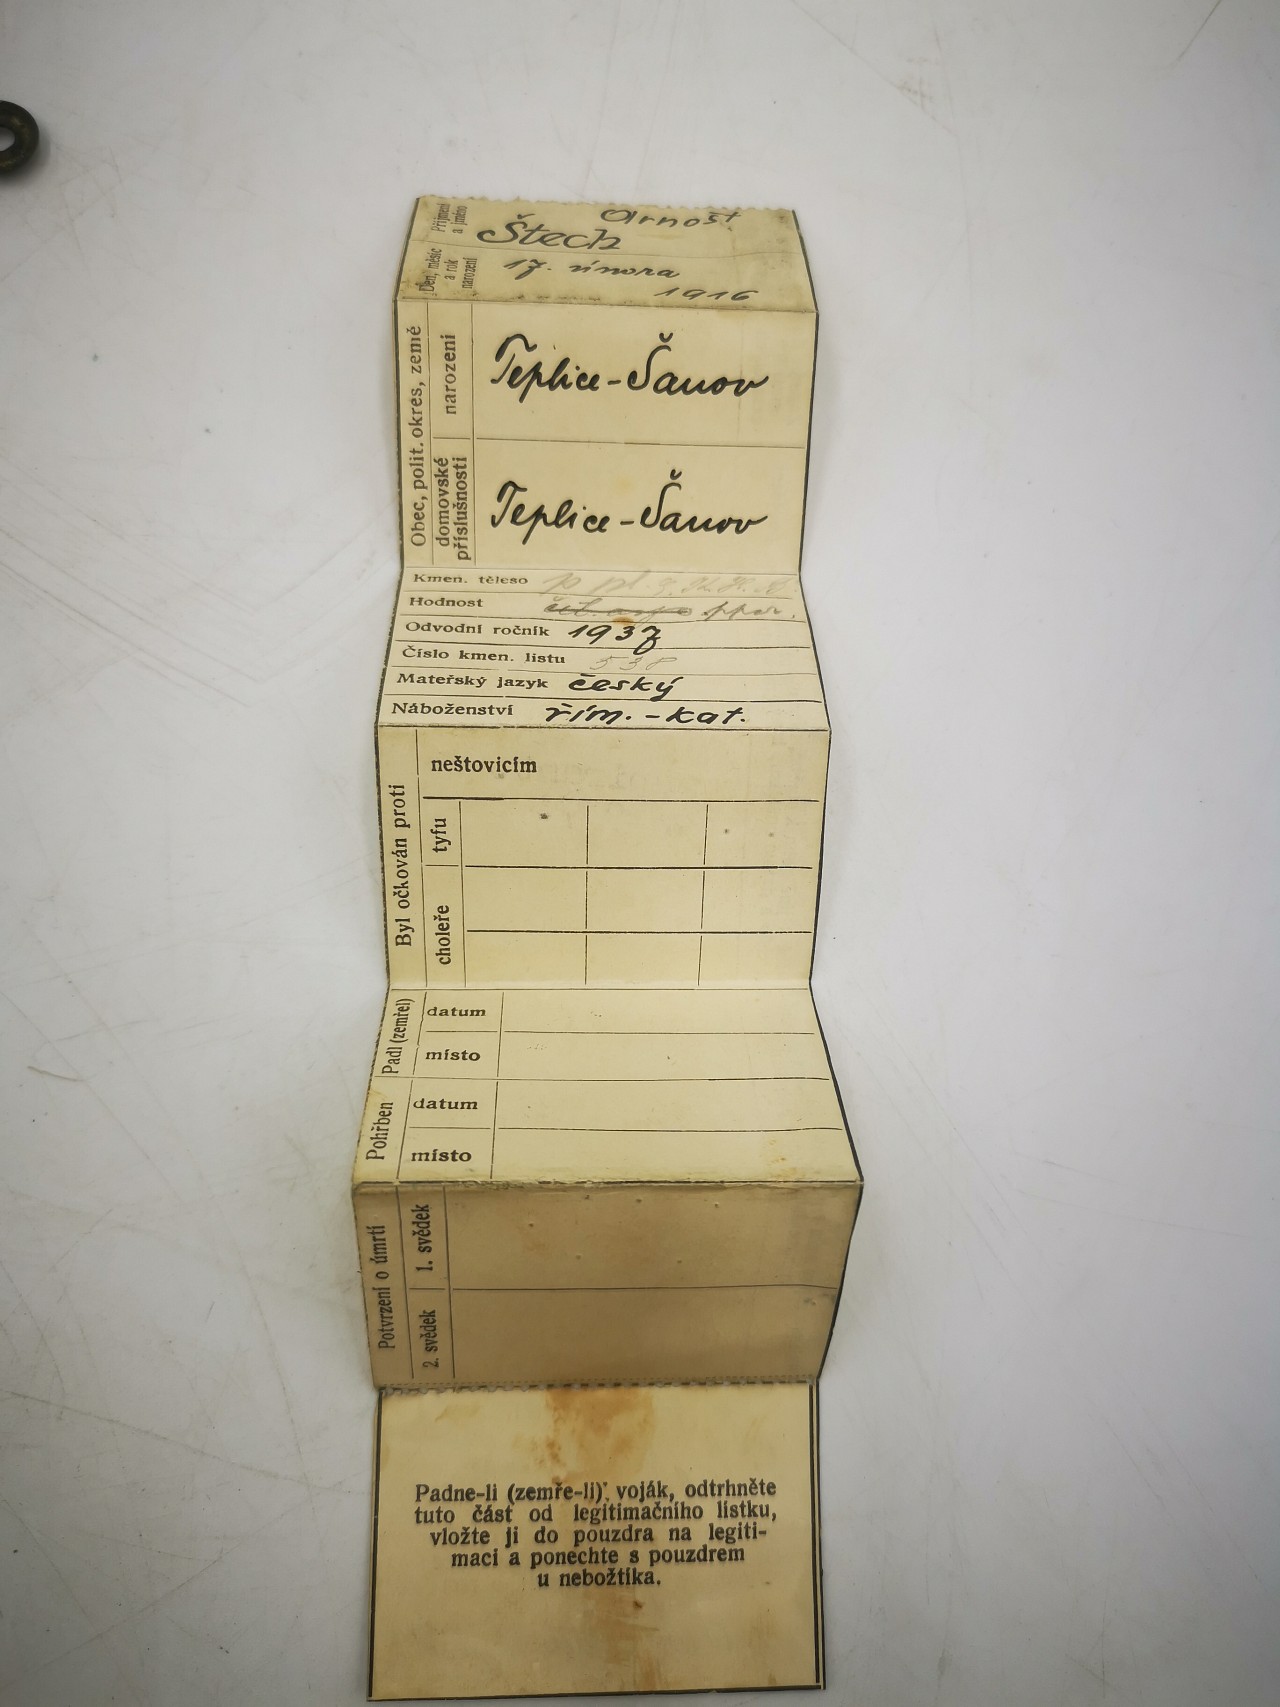 Příjmení
a jméno
Arnošt
Štech
Den, měsíc
a rok
narození
17. února
1916
Obec, polit. okres, země
narození
Teplice-Šanov
domovské
příslušnosti
Teplice-Šanov
Kmen. těleso p. pl.
Hodnost
Odvodní ročník 1937
Číslo kmen. listu 538
Mateřský jazyk český
Náboženství řím.-kat.
Byl očkován proti
neštovicím
tyfu
choleře
Padl (zemřel)
datum
místo
Pohřben
datum
místo
Potvrzení o úmrtí
1. svědek
2. svědek
Padne-li (zemře-li) voják, odtrhněte
tuto část od legitimačního lístku,
vložte ji do pouzdra na legiti-
maci a ponechte s pouzdrem
u nebožtíka.